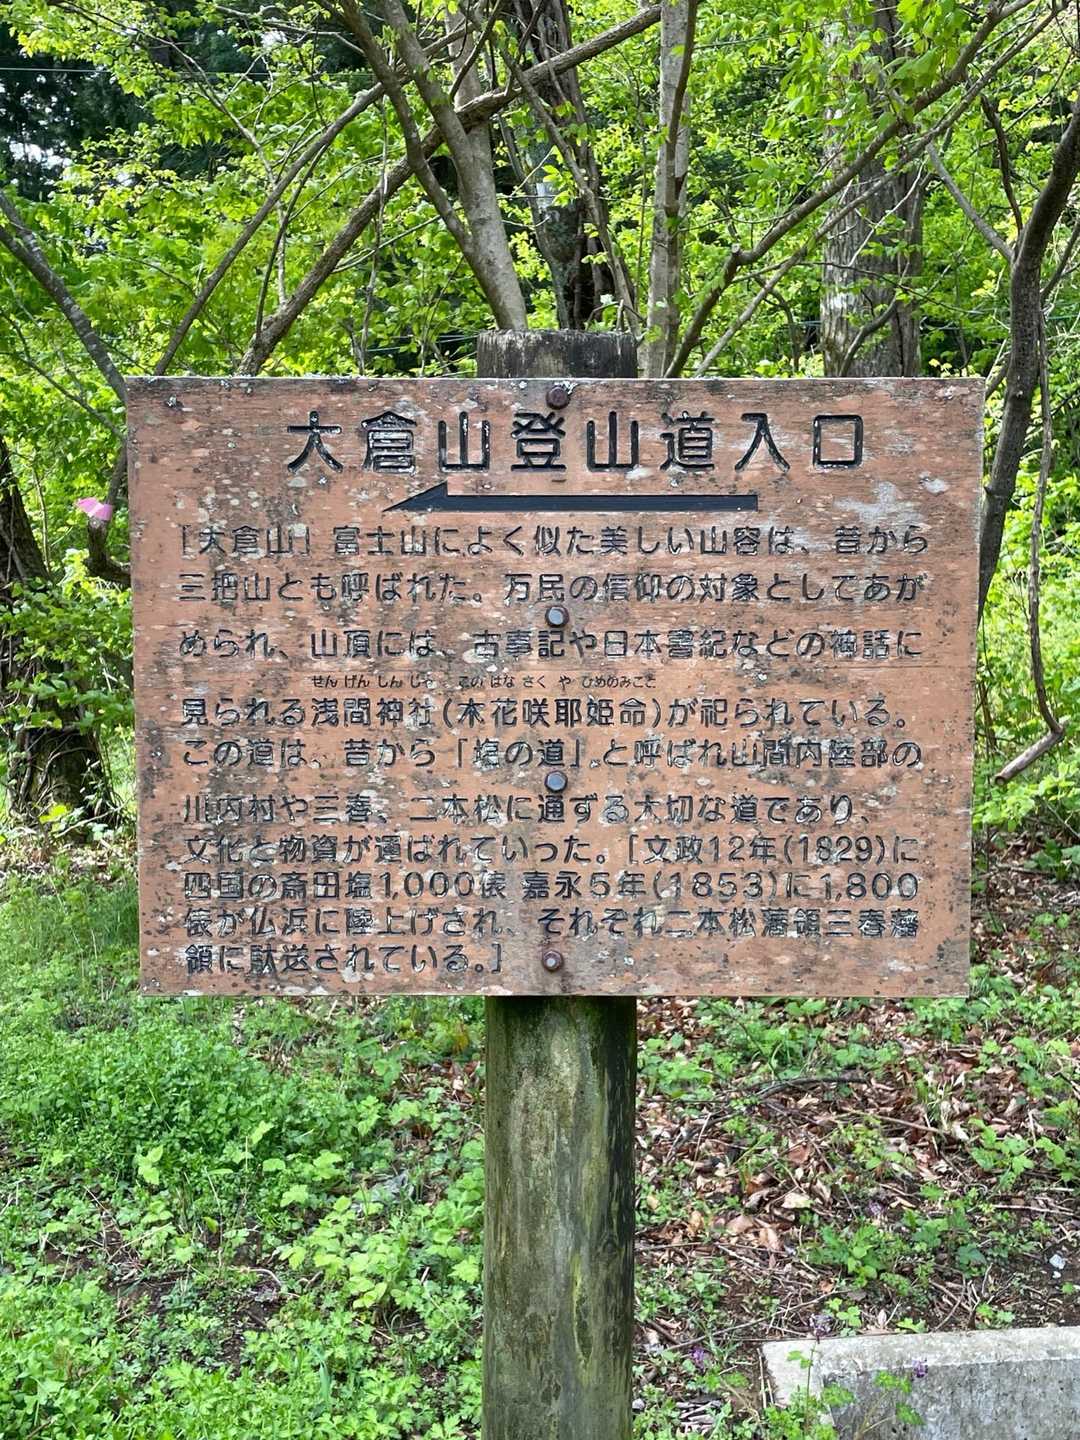 大倉山登山道入口
「大倉山」富士山によく似た美しい山容は、昔から
三把山とも呼ばれた。万民の信仰の対象としてあが
められ、山頂には、古事記や日本書紀などの神話に
せんげんしんじゃ このはなさくやひめのみこと
見られる浅間神社(木花咲耶姫命)が祀られている。
この道は、昔から「塩の道」と呼ばれ山間内陸部の
川内村や三春、二本松に通ずる大切な道であり、
文化と物資が運ばれていった。[文政12年(1829)に
四国の斎田塩1,000俵 嘉永5年(1853)に1,800
俵が仏浜に陸上げされ、それぞれ二本松藩領三春藩
領に駄送されている。]